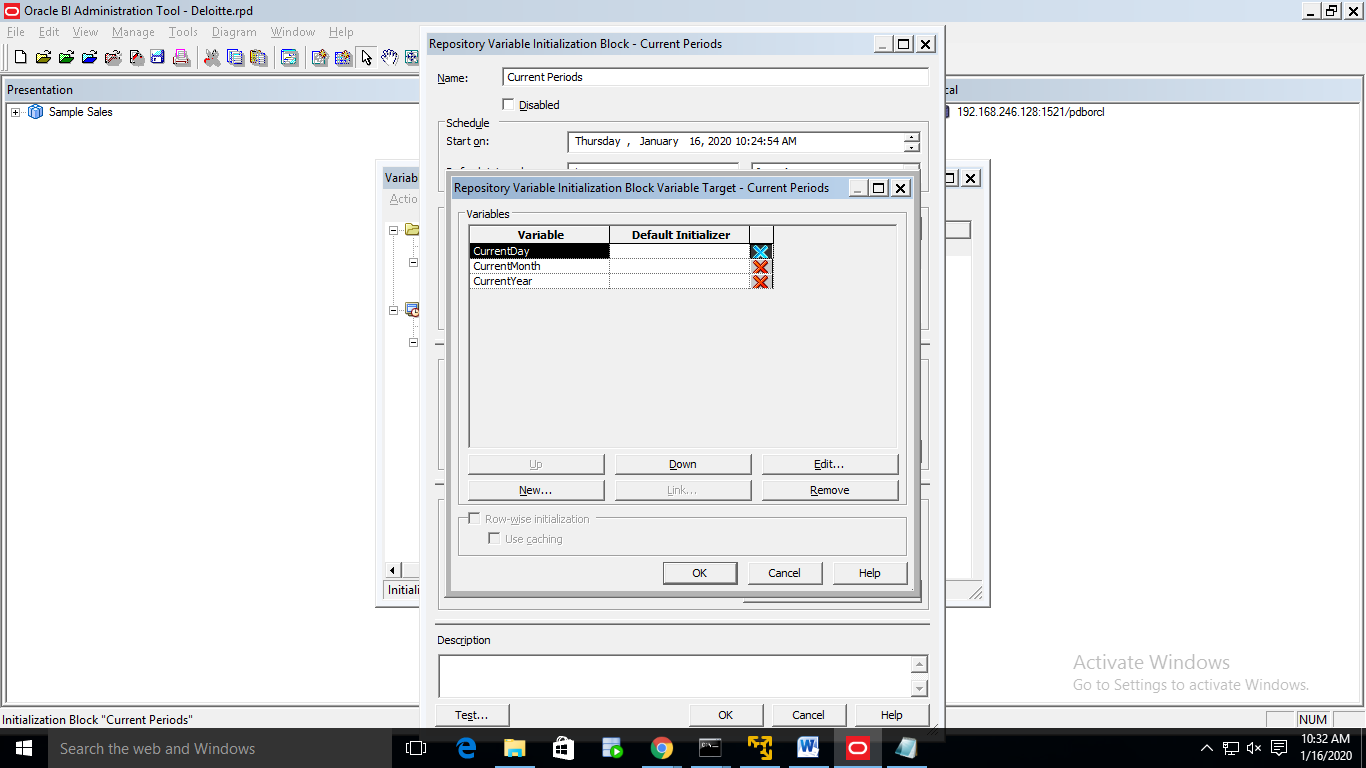 Oracle BI Administration Tool - Deloitte.rpd
File Edit View Manage Tools Diagram Window Help
Presentation
Sample Sales
cal
192.168.246.128:1521/pdborcl
Variab
Actio
Initiali
Repository Variable Initialization Block - Current Periods
Name: Current Periods
Disabled
Schedule
Start on: Thursday , January 16, 2020 10:24:54 AM
Repository Variable Initialization Block Variable Target - Current Periods
Variables
Variable Default Initializer
CurrentDay
CurrentMonth
CurrentYear
Up Down Edit...
New... Link... Remove
Row-wise initialization
Use caching
OK Cancel Help
Description
Test... OK Cancel Help
Activate Windows
Go to Settings to activate Windows.
Initialization Block "Current Periods"
NUM
Search the web and Windows
10:32 AM
1/16/2020